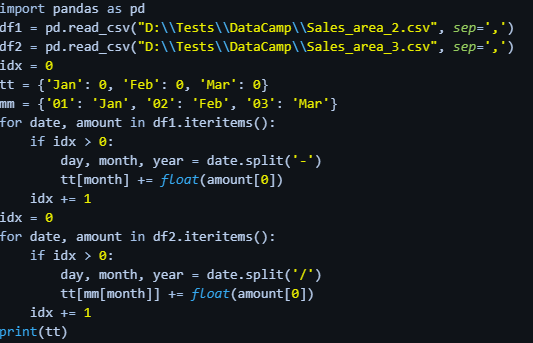 import pandas as pd
df1 = pd.read_csv("D:\\Tests\\DataCamp\\Sales_area_2.csv", sep=',')
df2 = pd.read_csv("D:\\Tests\\DataCamp\\Sales_area_3.csv", sep=',')
idx = 0
tt = {'Jan': 0, 'Feb': 0, 'Mar': 0}
mm = {'01': 'Jan', '02': 'Feb', '03': 'Mar'}
for date, amount in df1.iteritems():
    if idx > 0:
        day, month, year = date.split('-')
        tt[month] += float(amount[0])
    idx += 1
idx = 0
for date, amount in df2.iteritems():
    if idx > 0:
        day, month, year = date.split('/')
        tt[mm[month]] += float(amount[0])
    idx += 1
print(tt)